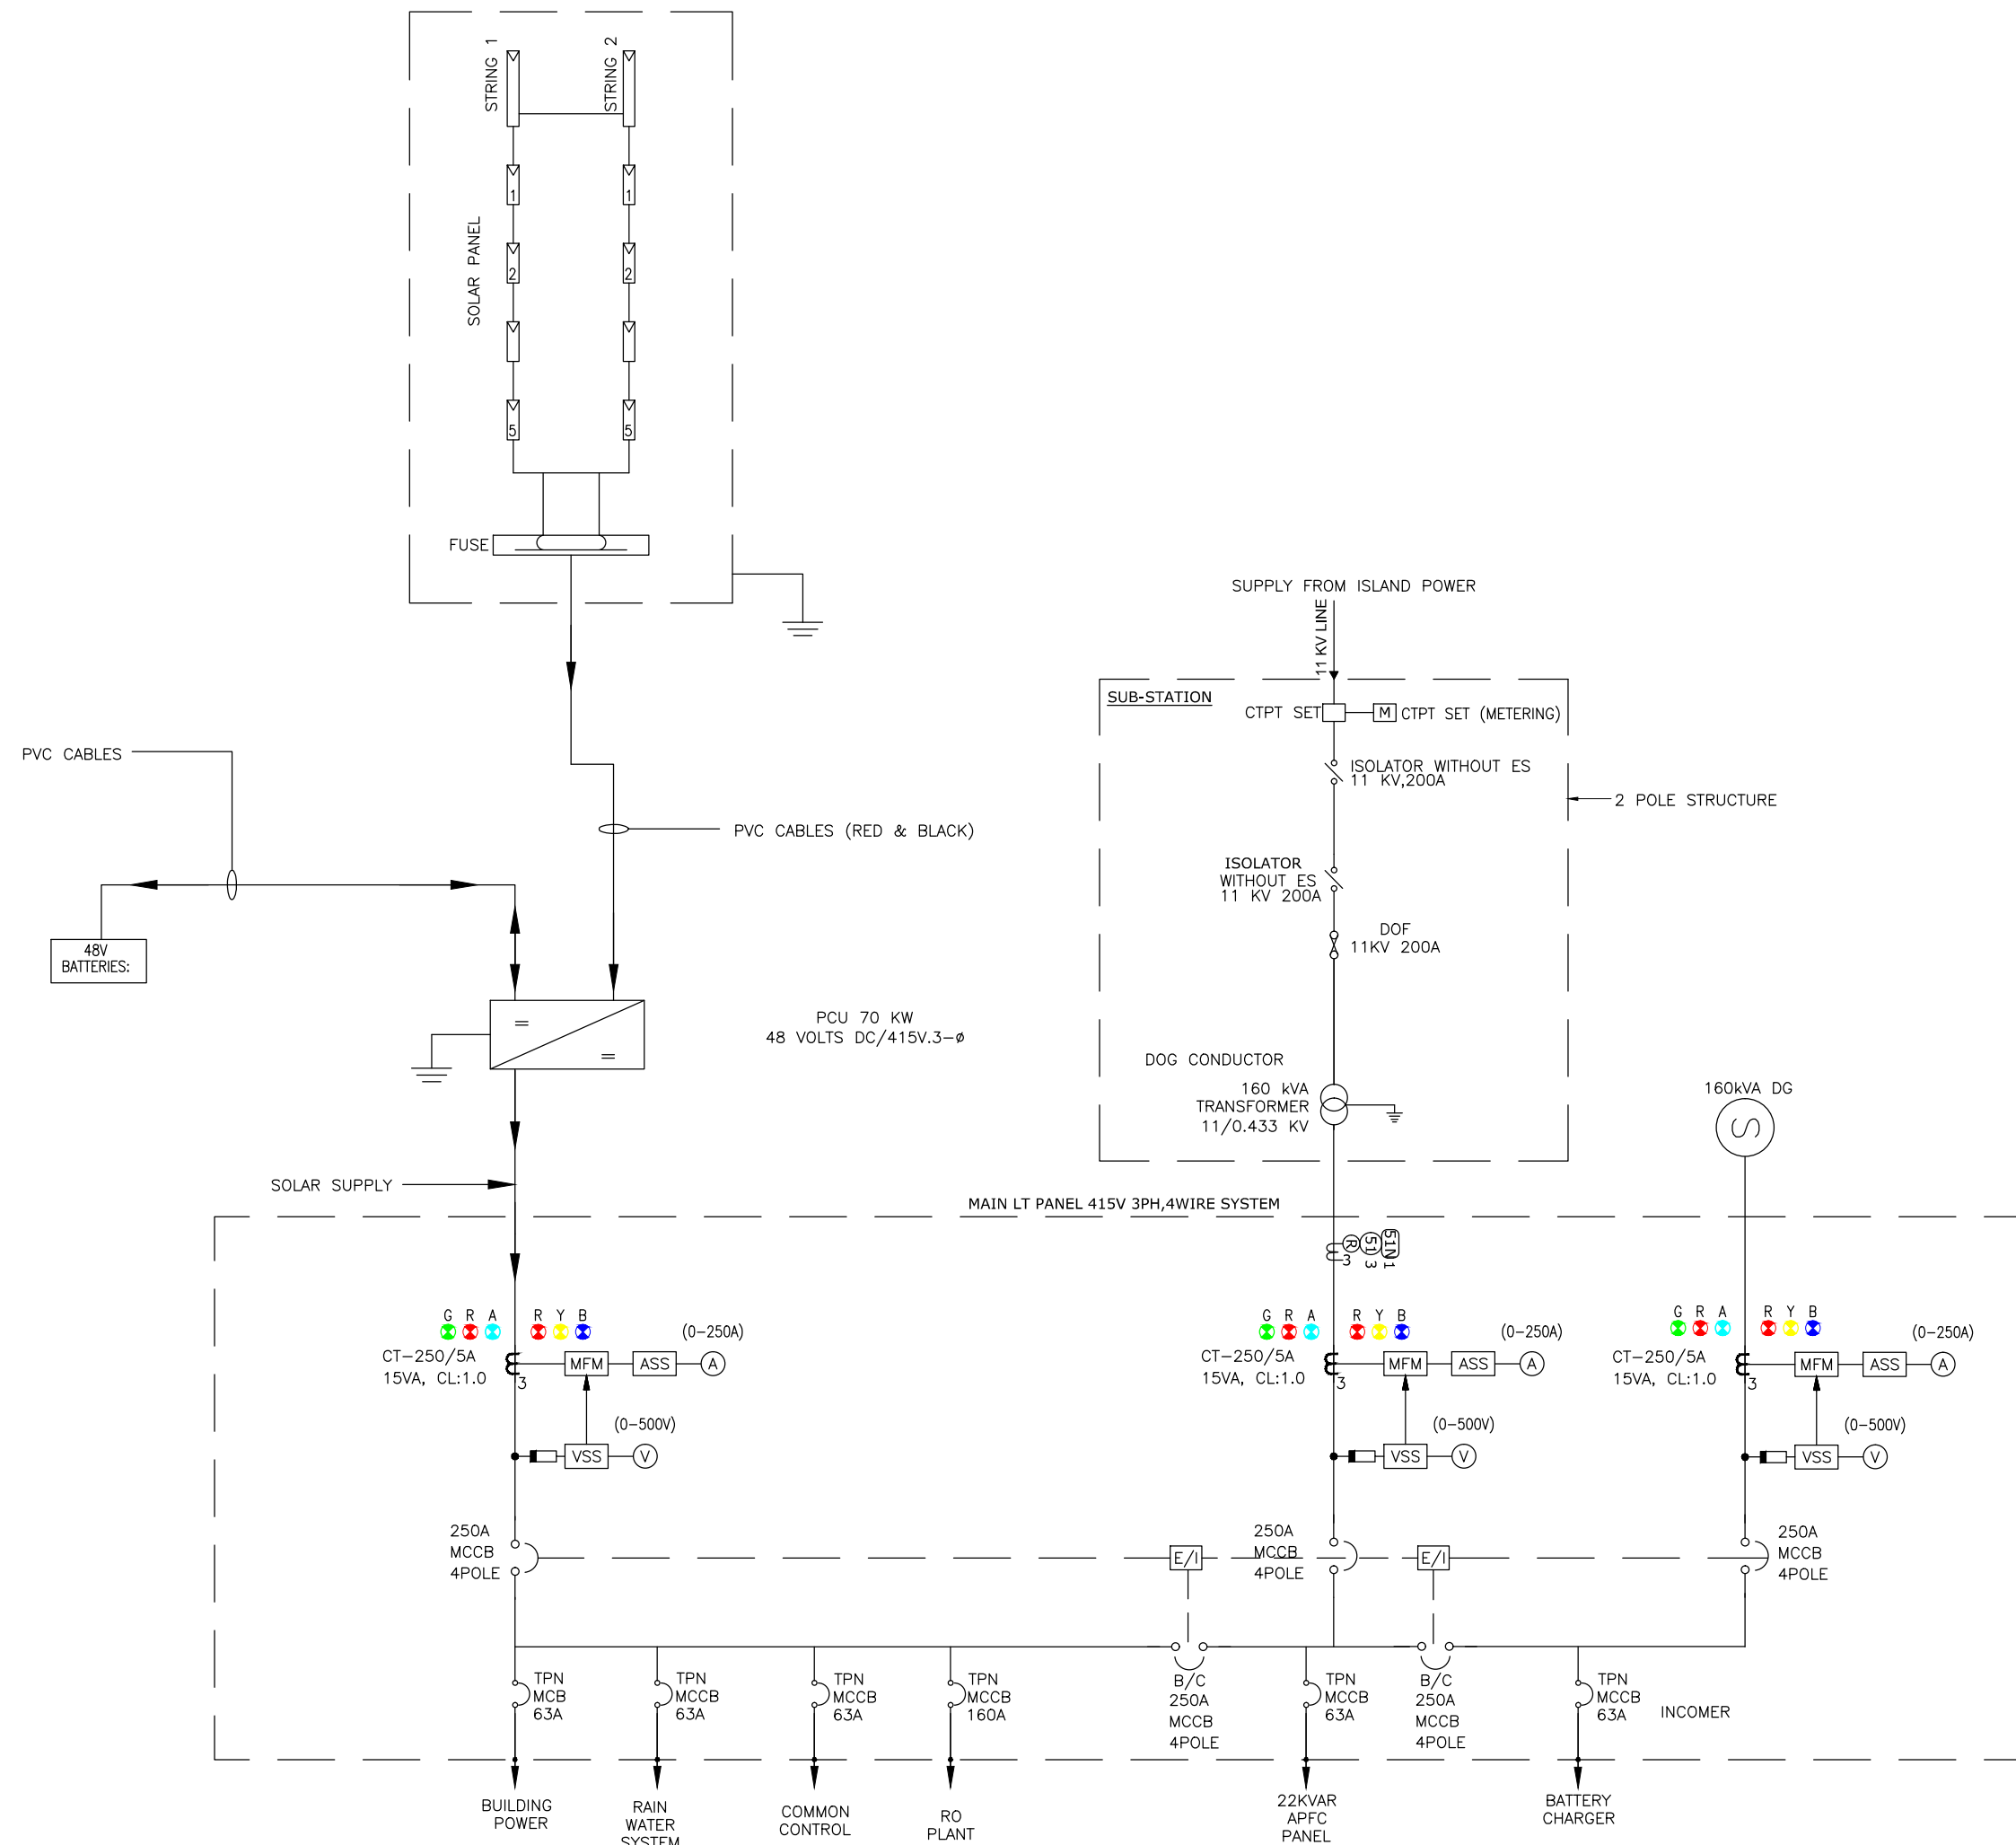 STRING 1
STRING 2
SOLAR PANEL
1
1
2
2
5
5
FUSE
SUPPLY FROM ISLAND POWER
11 KV LINE
SUB-STATION
CTPT SET
M
CTPT SET (METERING)
ISOLATOR WITHOUT ES
11 KV,200A
2 POLE STRUCTURE
PVC CABLES
PVC CABLES (RED & BLACK)
ISOLATOR
WITHOUT ES
11 KV 200A
DOF
11KV 200A
48V
BATTERIES:
PCU 70 KW
48 VOLTS DC/415V.3-ø
DOG CONDUCTOR
160 kVA
TRANSFORMER
11/0.433 KV
160kVA DG
S
SOLAR SUPPLY
MAIN LT PANEL 415V 3PH,4WIRE SYSTEM
R
51
51N
3
3
1
G R A R Y B
(0-250A)
CT-250/5A
15VA, CL:1.0
3
MFM
ASS
A
(0-500V)
VSS
V
G R A R Y B
(0-250A)
CT-250/5A
15VA, CL:1.0
3
MFM
ASS
A
(0-500V)
VSS
V
G R A R Y B
(0-250A)
CT-250/5A
15VA, CL:1.0
3
MFM
ASS
A
(0-500V)
VSS
V
250A
MCCB
4POLE
E/I
250A
MCCB
4POLE
E/I
250A
MCCB
4POLE
TPN
MCB
63A
TPN
MCCB
63A
TPN
MCCB
63A
TPN
MCCB
160A
B/C
250A
MCCB
4POLE
TPN
MCCB
63A
B/C
250A
MCCB
4POLE
TPN
MCCB
63A
INCOMER
BUILDING
POWER
RAIN
WATER
SYSTEM
COMMON
CONTROL
RO
PLANT
22KVAR
APFC
PANEL
BATTERY
CHARGER